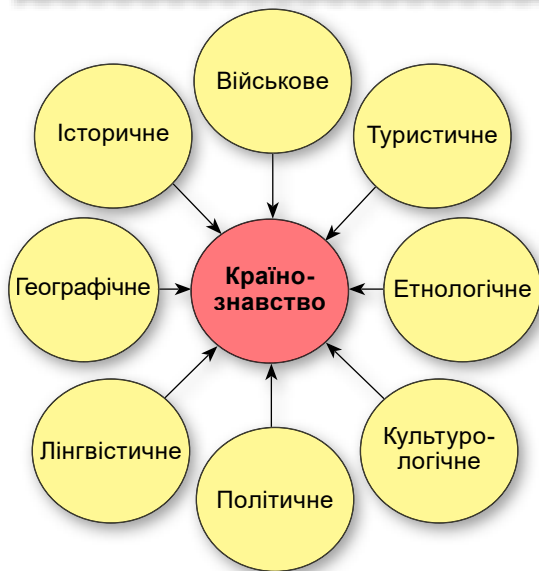 Військове
Історичне
Туристичне
Географічне
Країно-
знавство
Етнологічне
Лінгвістичне
Культуро-
логічне
Політичне